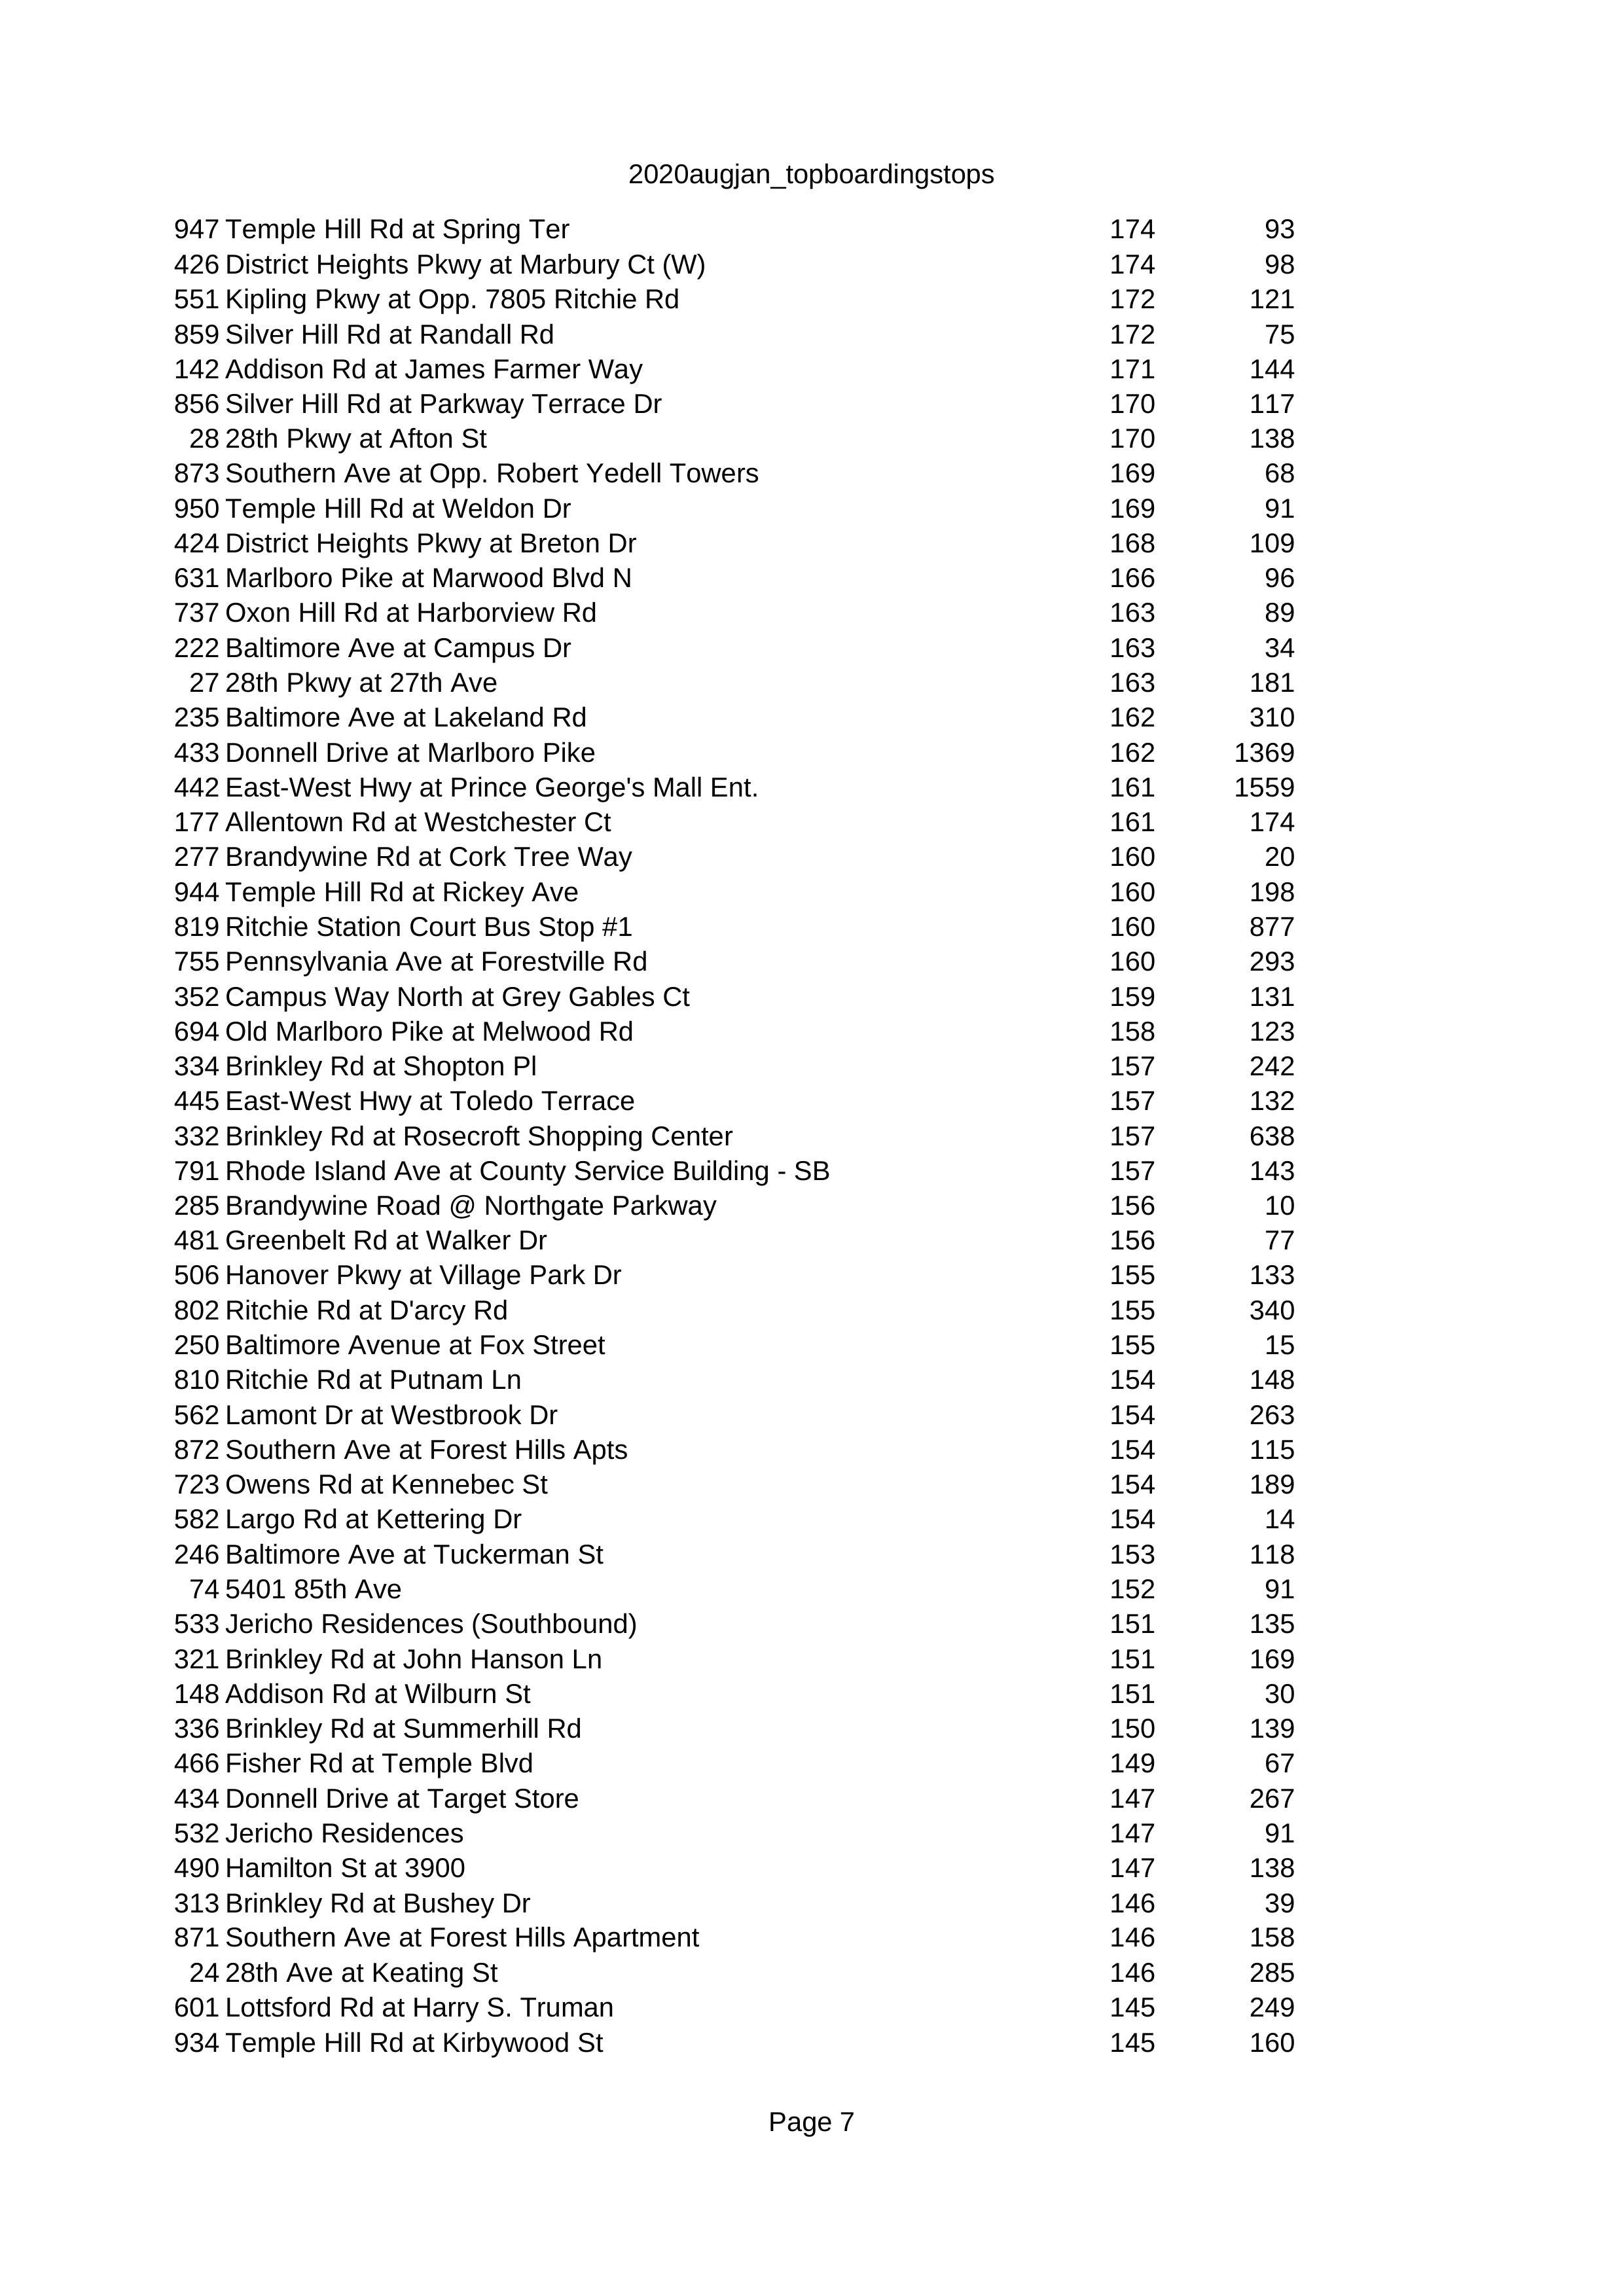 2020augjan_topboardingstops
947 Temple Hill Rd at Spring Ter 174 93
426 District Heights Pkwy at Marbury Ct (W) 174 98
551 Kipling Pkwy at Opp. 7805 Ritchie Rd 172 121
859 Silver Hill Rd at Randall Rd 172 75
142 Addison Rd at James Farmer Way 171 144
856 Silver Hill Rd at Parkway Terrace Dr 170 117
28 28th Pkwy at Afton St 170 138
873 Southern Ave at Opp. Robert Yedell Towers 169 68
950 Temple Hill Rd at Weldon Dr 169 91
424 District Heights Pkwy at Breton Dr 168 109
631 Marlboro Pike at Marwood Blvd N 166 96
737 Oxon Hill Rd at Harborview Rd 163 89
222 Baltimore Ave at Campus Dr 163 34
27 28th Pkwy at 27th Ave 163 181
235 Baltimore Ave at Lakeland Rd 162 310
433 Donnell Drive at Marlboro Pike 162 1369
442 East-West Hwy at Prince George's Mall Ent. 161 1559
177 Allentown Rd at Westchester Ct 161 174
277 Brandywine Rd at Cork Tree Way 160 20
944 Temple Hill Rd at Rickey Ave 160 198
819 Ritchie Station Court Bus Stop #1 160 877
755 Pennsylvania Ave at Forestville Rd 160 293
352 Campus Way North at Grey Gables Ct 159 131
694 Old Marlboro Pike at Melwood Rd 158 123
334 Brinkley Rd at Shopton Pl 157 242
445 East-West Hwy at Toledo Terrace 157 132
332 Brinkley Rd at Rosecroft Shopping Center 157 638
791 Rhode Island Ave at County Service Building - SB 157 143
285 Brandywine Road @ Northgate Parkway 156 10
481 Greenbelt Rd at Walker Dr 156 77
506 Hanover Pkwy at Village Park Dr 155 133
802 Ritchie Rd at D'arcy Rd 155 340
250 Baltimore Avenue at Fox Street 155 15
810 Ritchie Rd at Putnam Ln 154 148
562 Lamont Dr at Westbrook Dr 154 263
872 Southern Ave at Forest Hills Apts 154 115
723 Owens Rd at Kennebec St 154 189
582 Largo Rd at Kettering Dr 154 14
246 Baltimore Ave at Tuckerman St 153 118
74 5401 85th Ave 152 91
533 Jericho Residences (Southbound) 151 135
321 Brinkley Rd at John Hanson Ln 151 169
148 Addison Rd at Wilburn St 151 30
336 Brinkley Rd at Summerhill Rd 150 139
466 Fisher Rd at Temple Blvd 149 67
434 Donnell Drive at Target Store 147 267
532 Jericho Residences 147 91
490 Hamilton St at 3900 147 138
313 Brinkley Rd at Bushey Dr 146 39
871 Southern Ave at Forest Hills Apartment 146 158
24 28th Ave at Keating St 146 285
601 Lottsford Rd at Harry S. Truman 145 249
934 Temple Hill Rd at Kirbywood St 145 160
Page 7